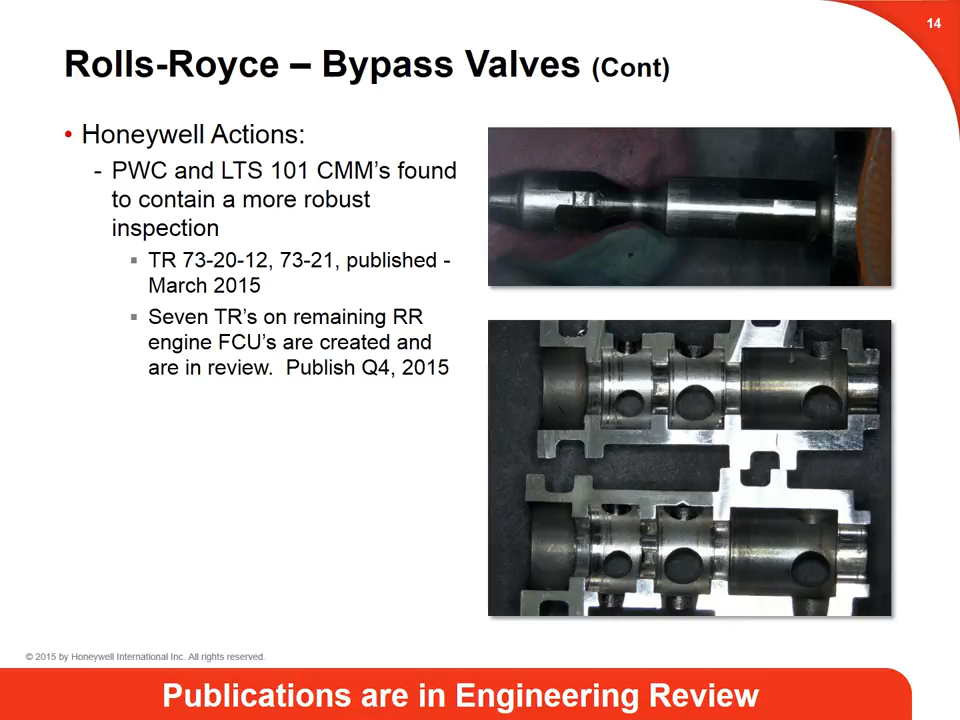 14
Rolls-Royce – Bypass Valves (Cont)
• Honeywell Actions:
- PWC and LTS 101 CMM's found
to contain a more robust
inspection
▪ TR 73-20-12, 73-21, published -
March 2015
▪ Seven TR's on remaining RR
engine FCU's are created and
are in review.  Publish Q4, 2015
© 2015 by Honeywell International Inc. All rights reserved.
Publications are in Engineering Review